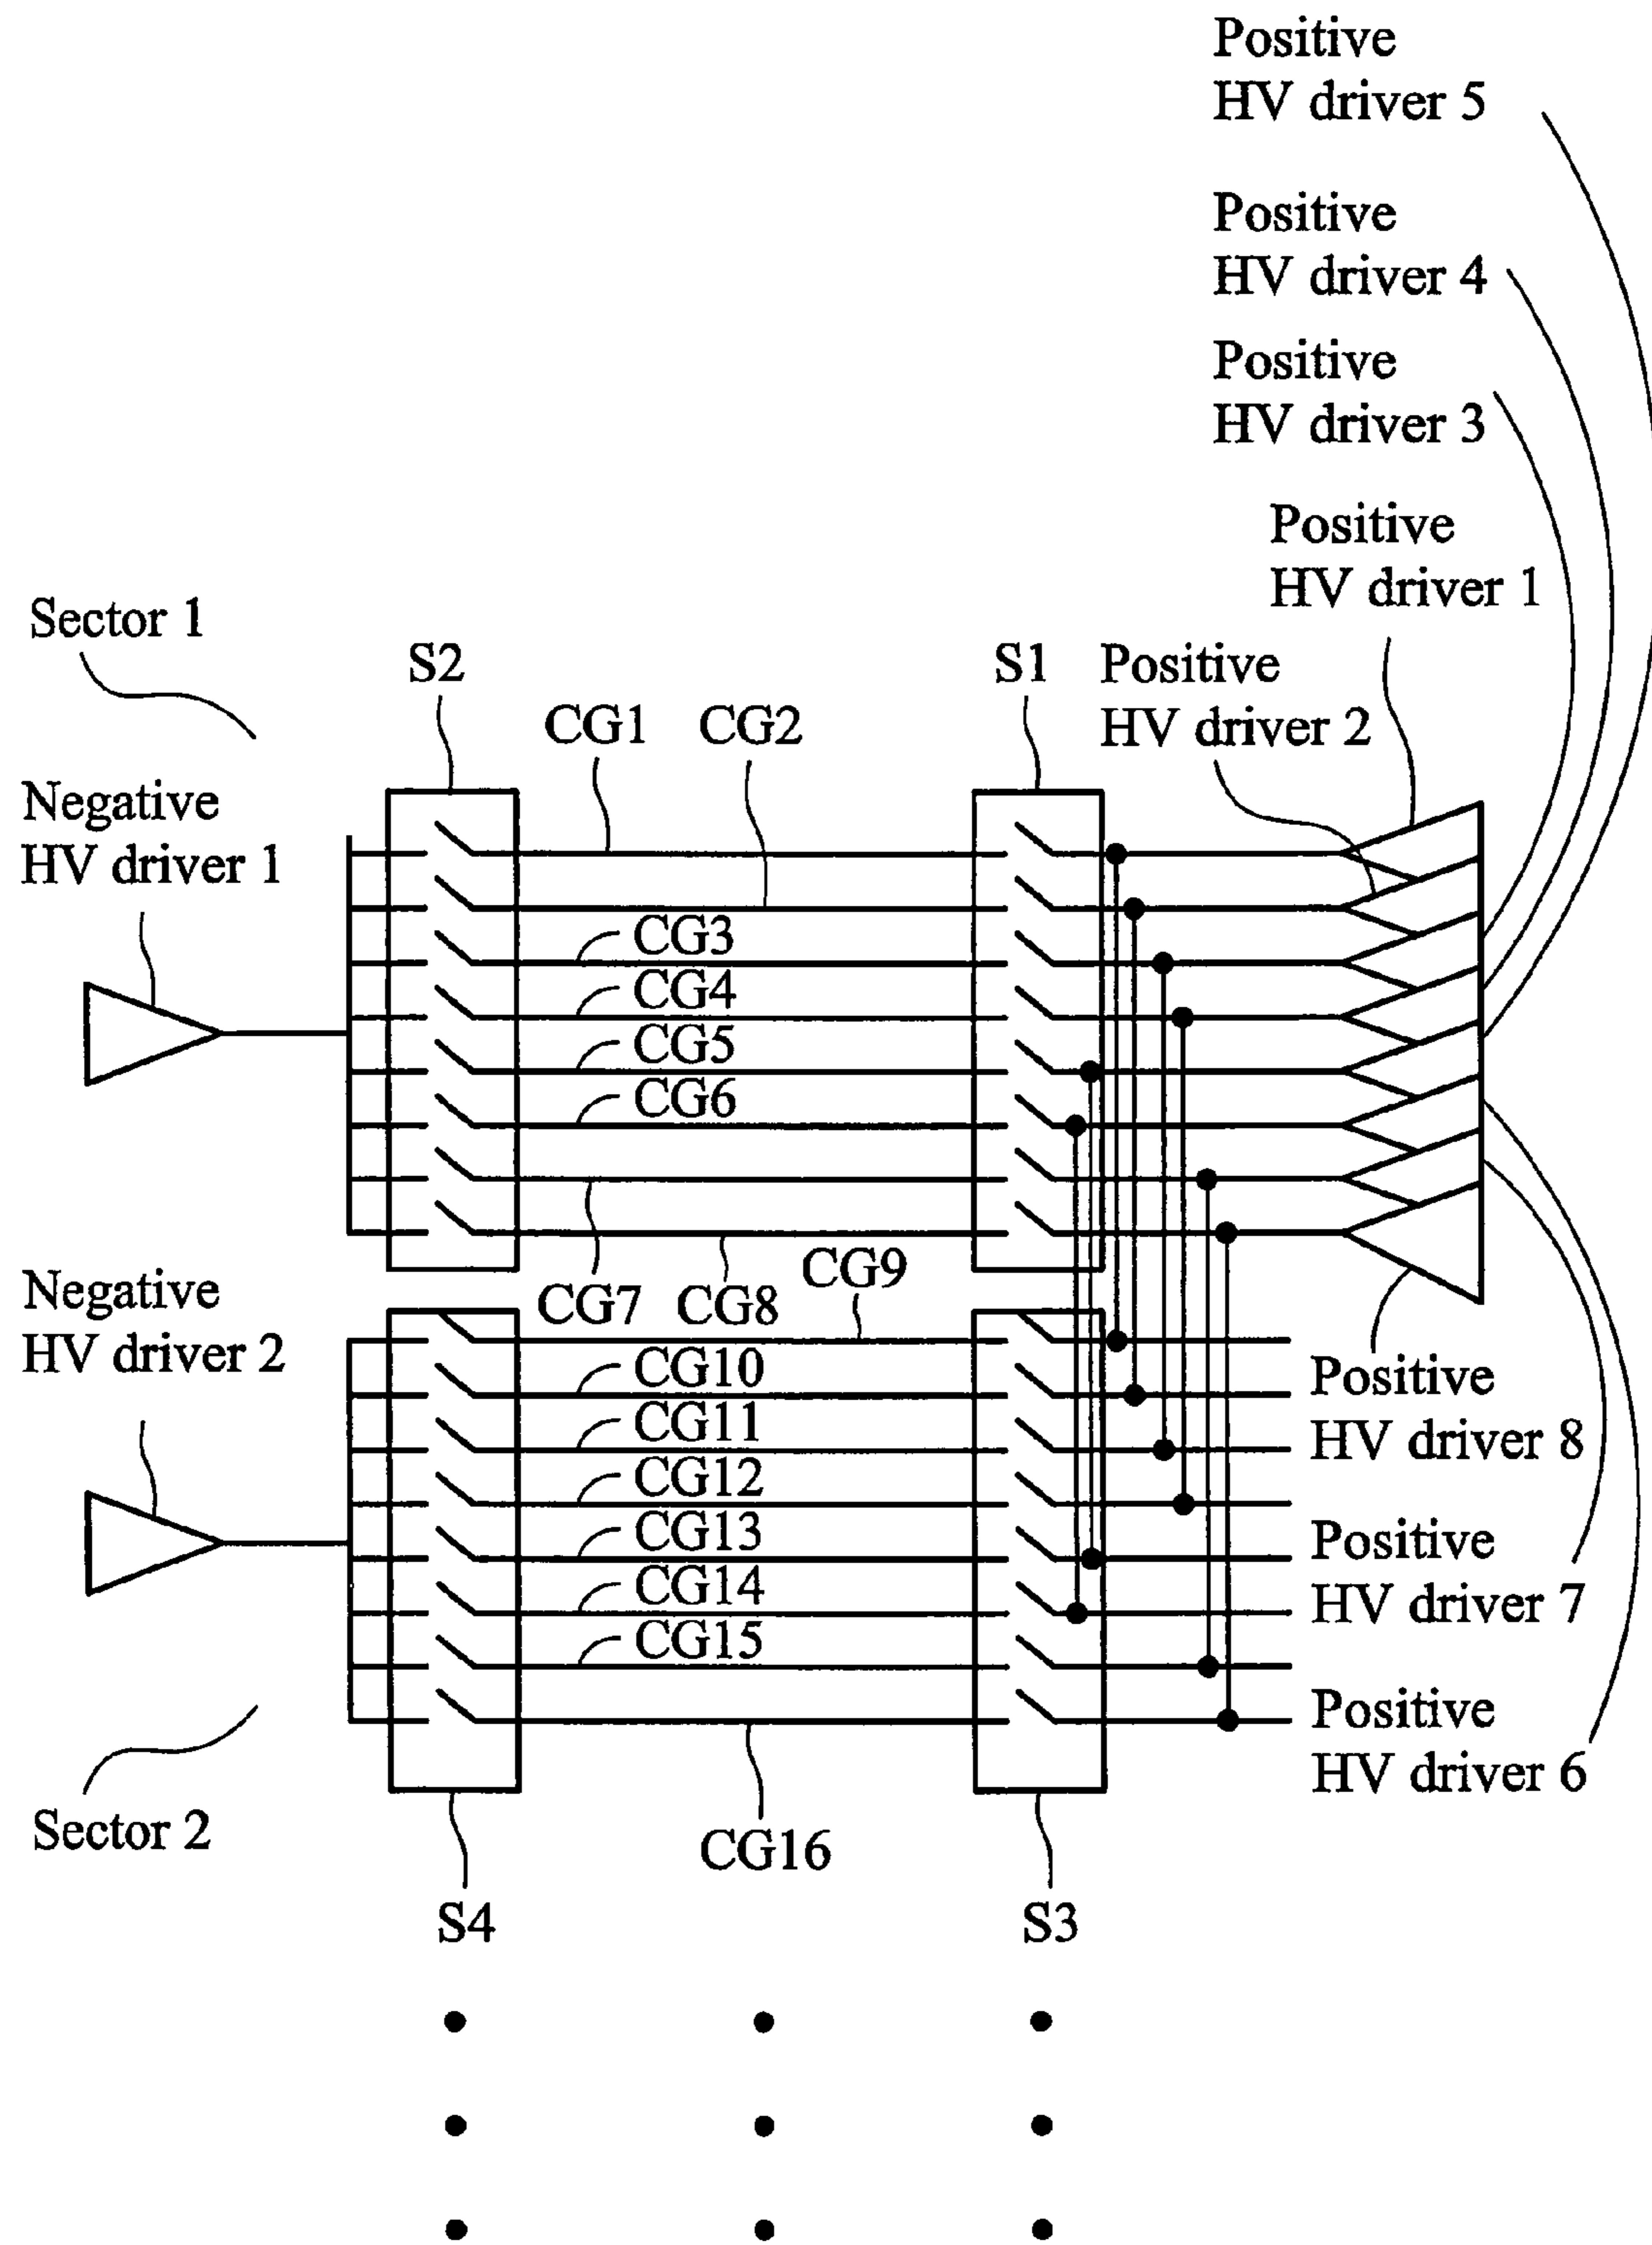 Positive
HV driver 5
Positive
HV driver 4
Positive
HV driver 3
Positive
HV driver 1
Sector 1
S2
S1
Positive
HV driver 2
CG1
CG2
Negative
HV driver 1
CG3
CG4
CG5
CG6
CG9
CG7
CG8
Negative
HV driver 2
CG10
Positive
HV driver 8
CG11
CG12
CG13
Positive
HV driver 7
CG14
CG15
Positive
HV driver 6
Sector 2
CG16
S4
S3